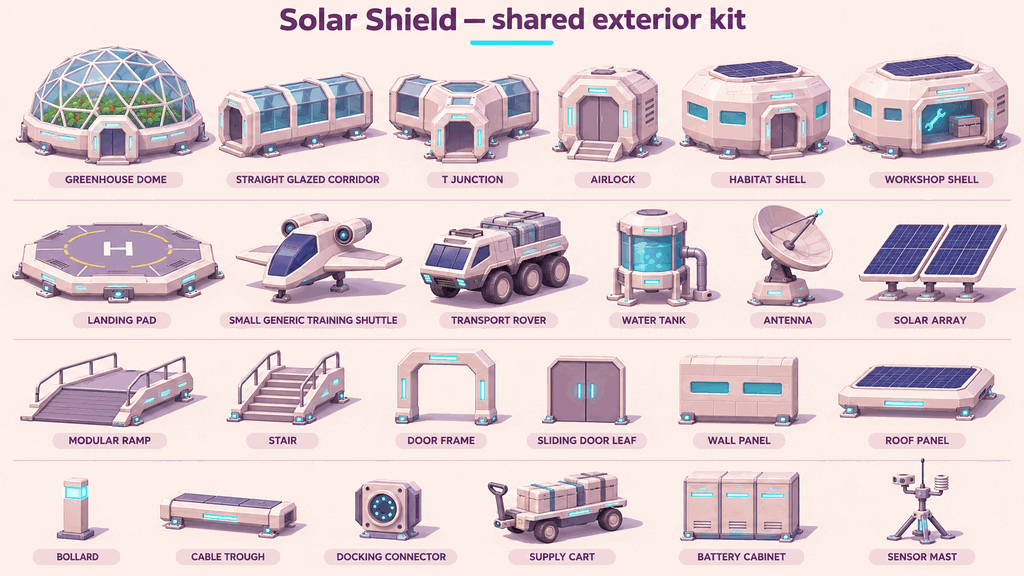 Solar Shield — shared exterior kit
GREENHOUSE DOME
STRAIGHT GLAZED CORRIDOR
T JUNCTION
AIRLOCK
HABITAT SHELL
WORKSHOP SHELL
H
LANDING PAD
SMALL GENERIC TRAINING SHUTTLE
TRANSPORT ROVER
WATER TANK
ANTENNA
SOLAR ARRAY
MODULAR RAMP
STAIR
DOOR FRAME
SLIDING DOOR LEAF
WALL PANEL
ROOF PANEL
BOLLARD
CABLE TROUGH
DOCKING CONNECTOR
SUPPLY CART
BATTERY CABINET
SENSOR MAST